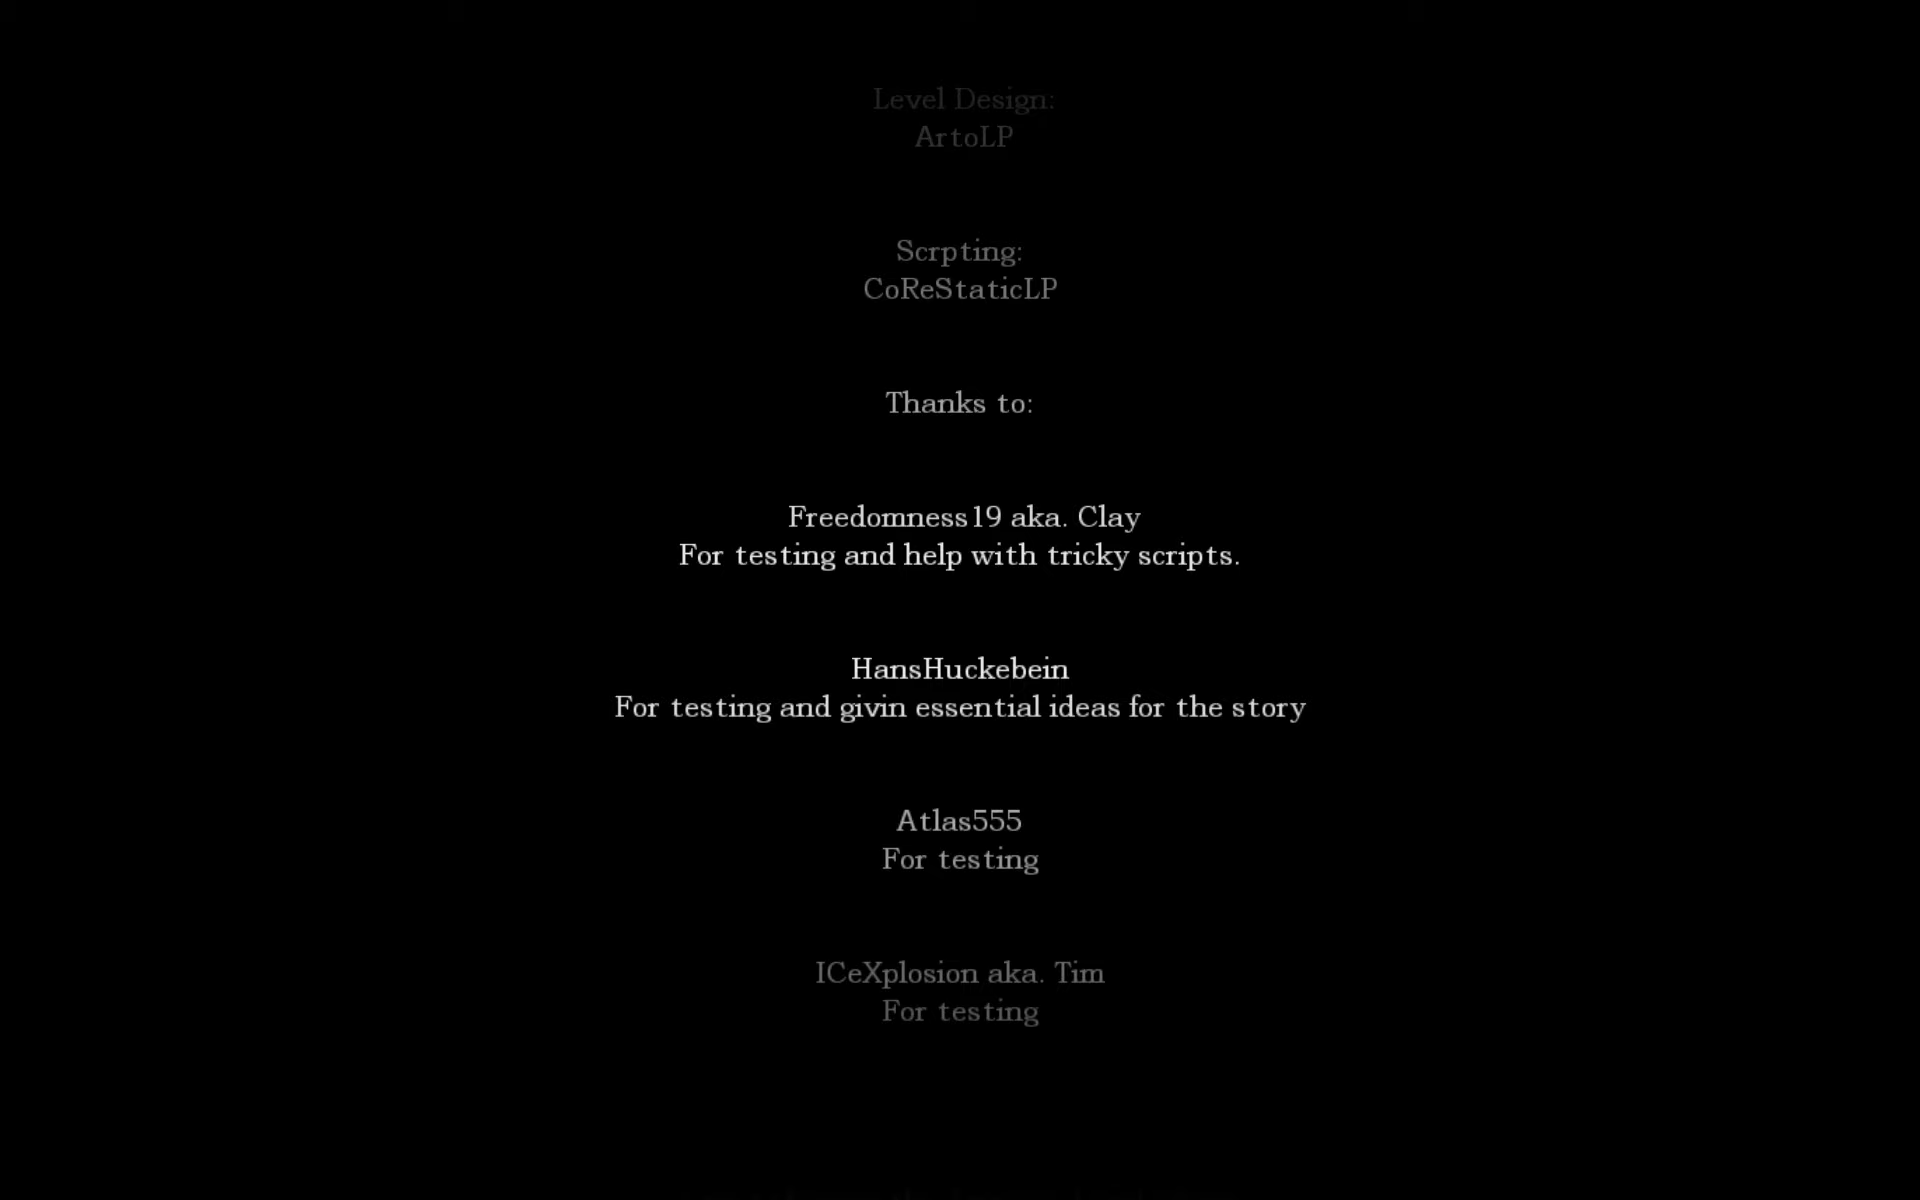 Level Design:
ArtoLP
Scrpting:
CoReStaticLP
Thanks to:
Freedomness19 aka. Clay
For testing and help with tricky scripts.
HansHuckebein
For testing and givin essential ideas for the story
Atlas555
For testing
ICeXplosion aka. Tim
For testing